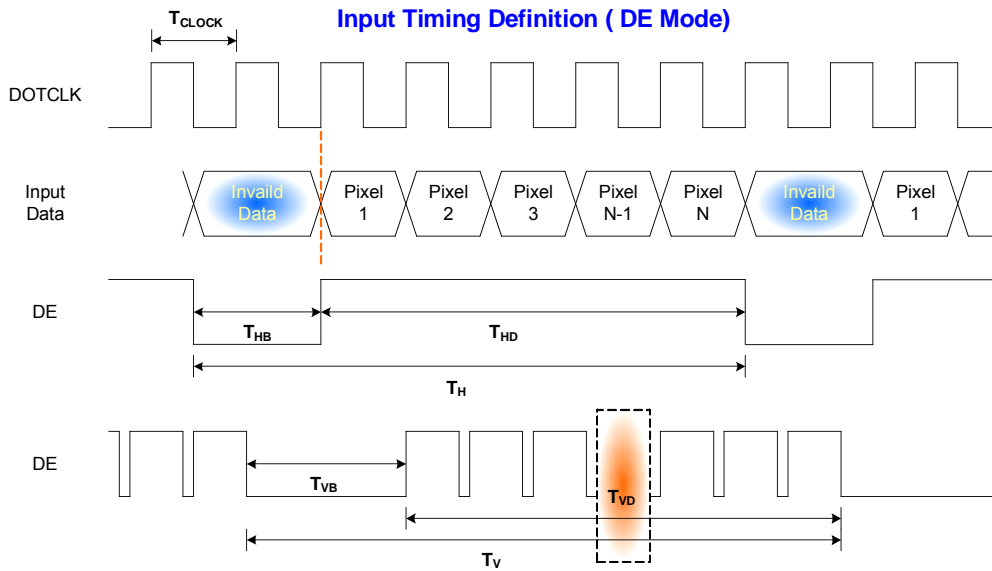 Input Timing Definition ( DE Mode)
TCLOCK
DOTCLK
Input
Data
Invaild
Data
Pixel
1
Pixel
2
Pixel
3
Pixel
N-1
Pixel
N
Invaild
Data
Pixel
1
DE
THB
THD
TH
DE
TVB
TVD
TV